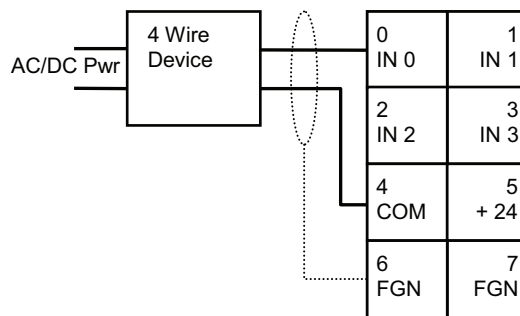 AC/DC Pwr
4 Wire
Device
0
IN 0
1
IN 1
2
IN 2
3
IN 3
4
COM
5
+ 24
6
FGN
7
FGN